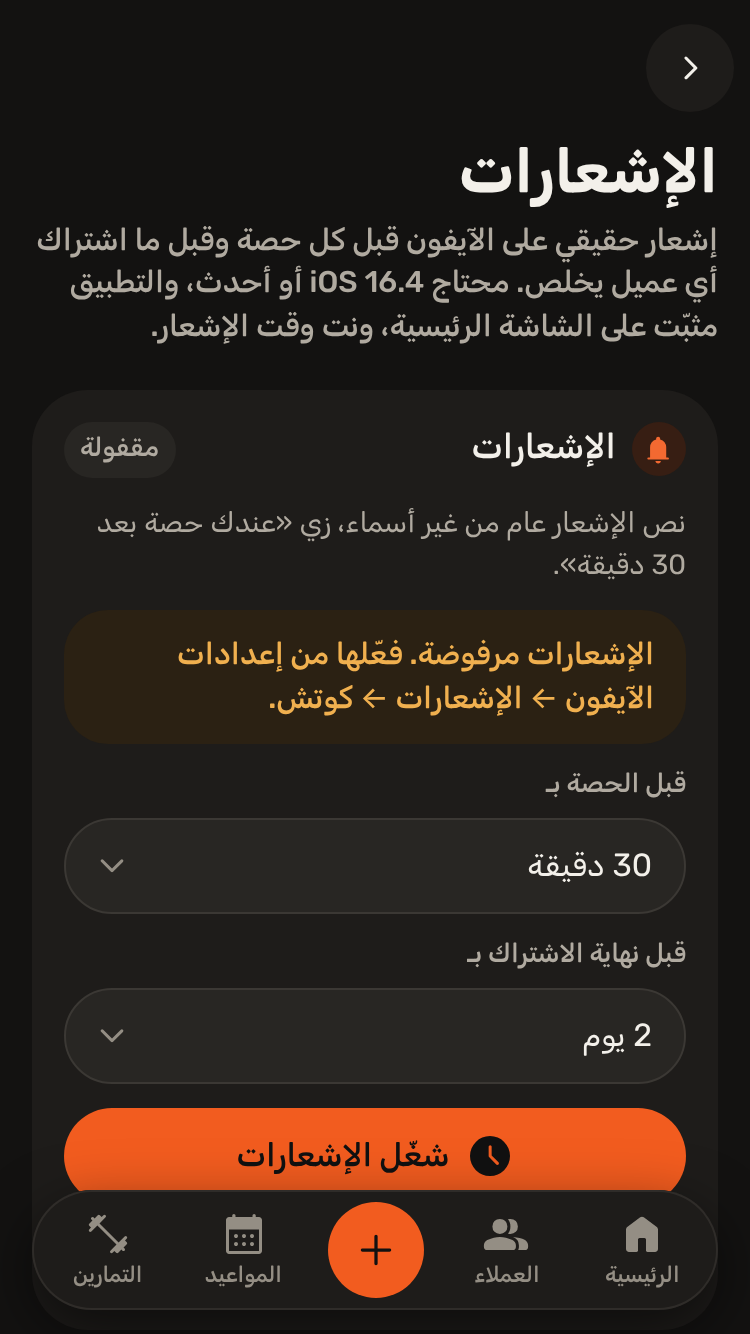 الإشعارات
إشعار حقيقي على الآيفون قبل كل حصة وقبل ما اشتراك
أي عميل يخلص. محتاج iOS 16.4 أو أحدث، والتطبيق
مثبّت على الشاشة الرئيسية، ونت وقت الإشعار.
الإشعارات
مقفولة
نص الإشعار عام من غير أسماء، زي «عندك حصة بعد
30 دقيقة».
الإشعارات مرفوضة. فعّلها من إعدادات
الآيفون ← الإشعارات ← كوتش.
قبل الحصة بـ
30 دقيقة
قبل نهاية الاشتراك بـ
2 يوم
شغّل الإشعارات
الرئيسية
العملاء
المواعيد
التمارين